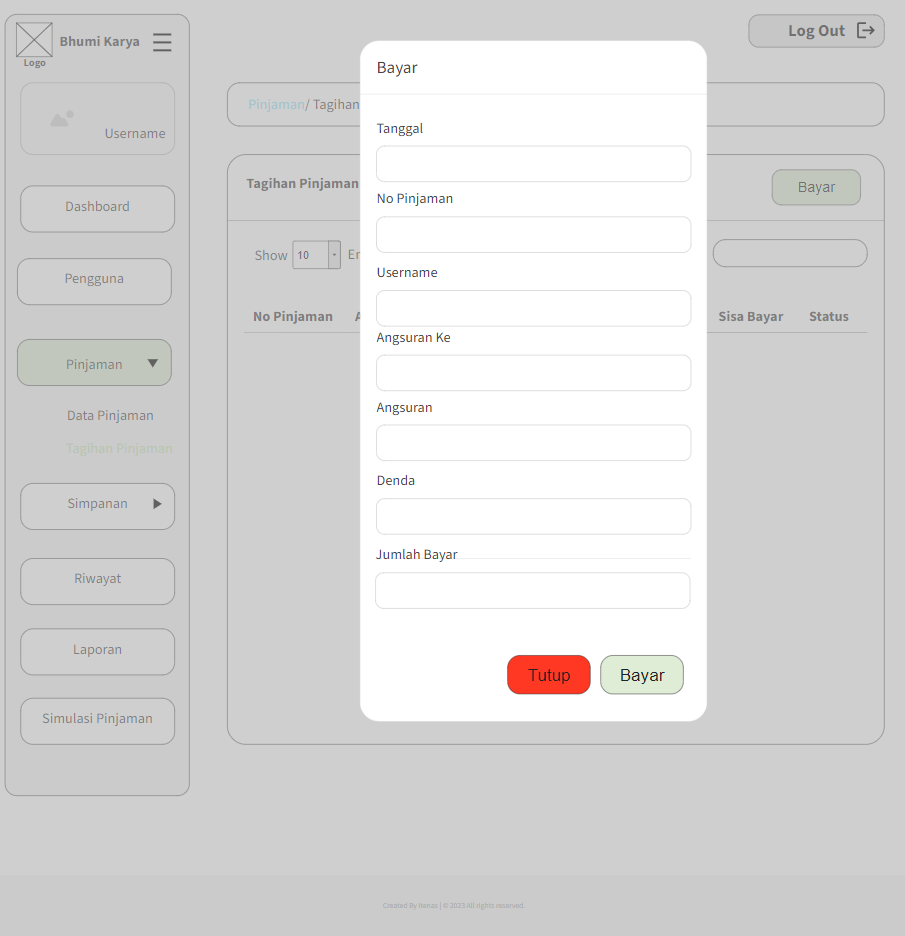 Bhumi Karya
Logo
Log Out
Username
Dashboard
Pengguna
Pinjaman
Data Pinjaman
Tagihan Pinjaman
Simpanan
Riwayat
Laporan
Simulasi Pinjaman
Pinjaman/ Tagihan
Tagihan Pinjaman
Bayar
Show 10
No Pinjaman
Sisa Bayar
Status
Bayar
Tanggal
No Pinjaman
Username
Angsuran Ke
Angsuran
Denda
Jumlah Bayar
Tutup
Bayar